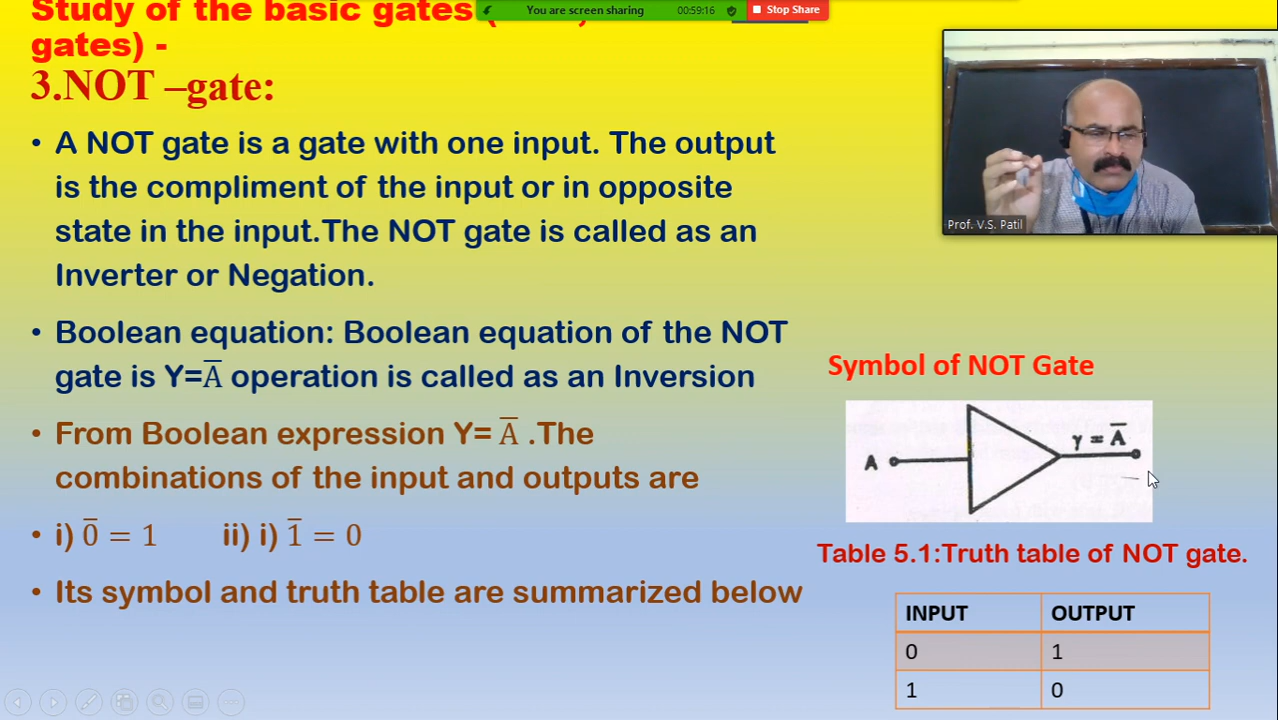 Study of the basic gates (
You are screen sharing
00:59:16
Stop Share
gates) -
3.NOT –gate:
• A NOT gate is a gate with one input. The output
is the compliment of the input or in opposite
state in the input.The NOT gate is called as an
Inverter or Negation.
• Boolean equation: Boolean equation of the NOT
gate is Y=A̅ operation is called as an Inversion
• From Boolean expression Y= A̅ .The
combinations of the input and outputs are
• i) 0̅ = 1 ii) i) 1̅ = 0
• Its symbol and truth table are summarized below
Prof. V.S. Patil
Symbol of NOT Gate
A
Y = A̅
Table 5.1:Truth table of NOT gate.
INPUT OUTPUT
0 1
1 0